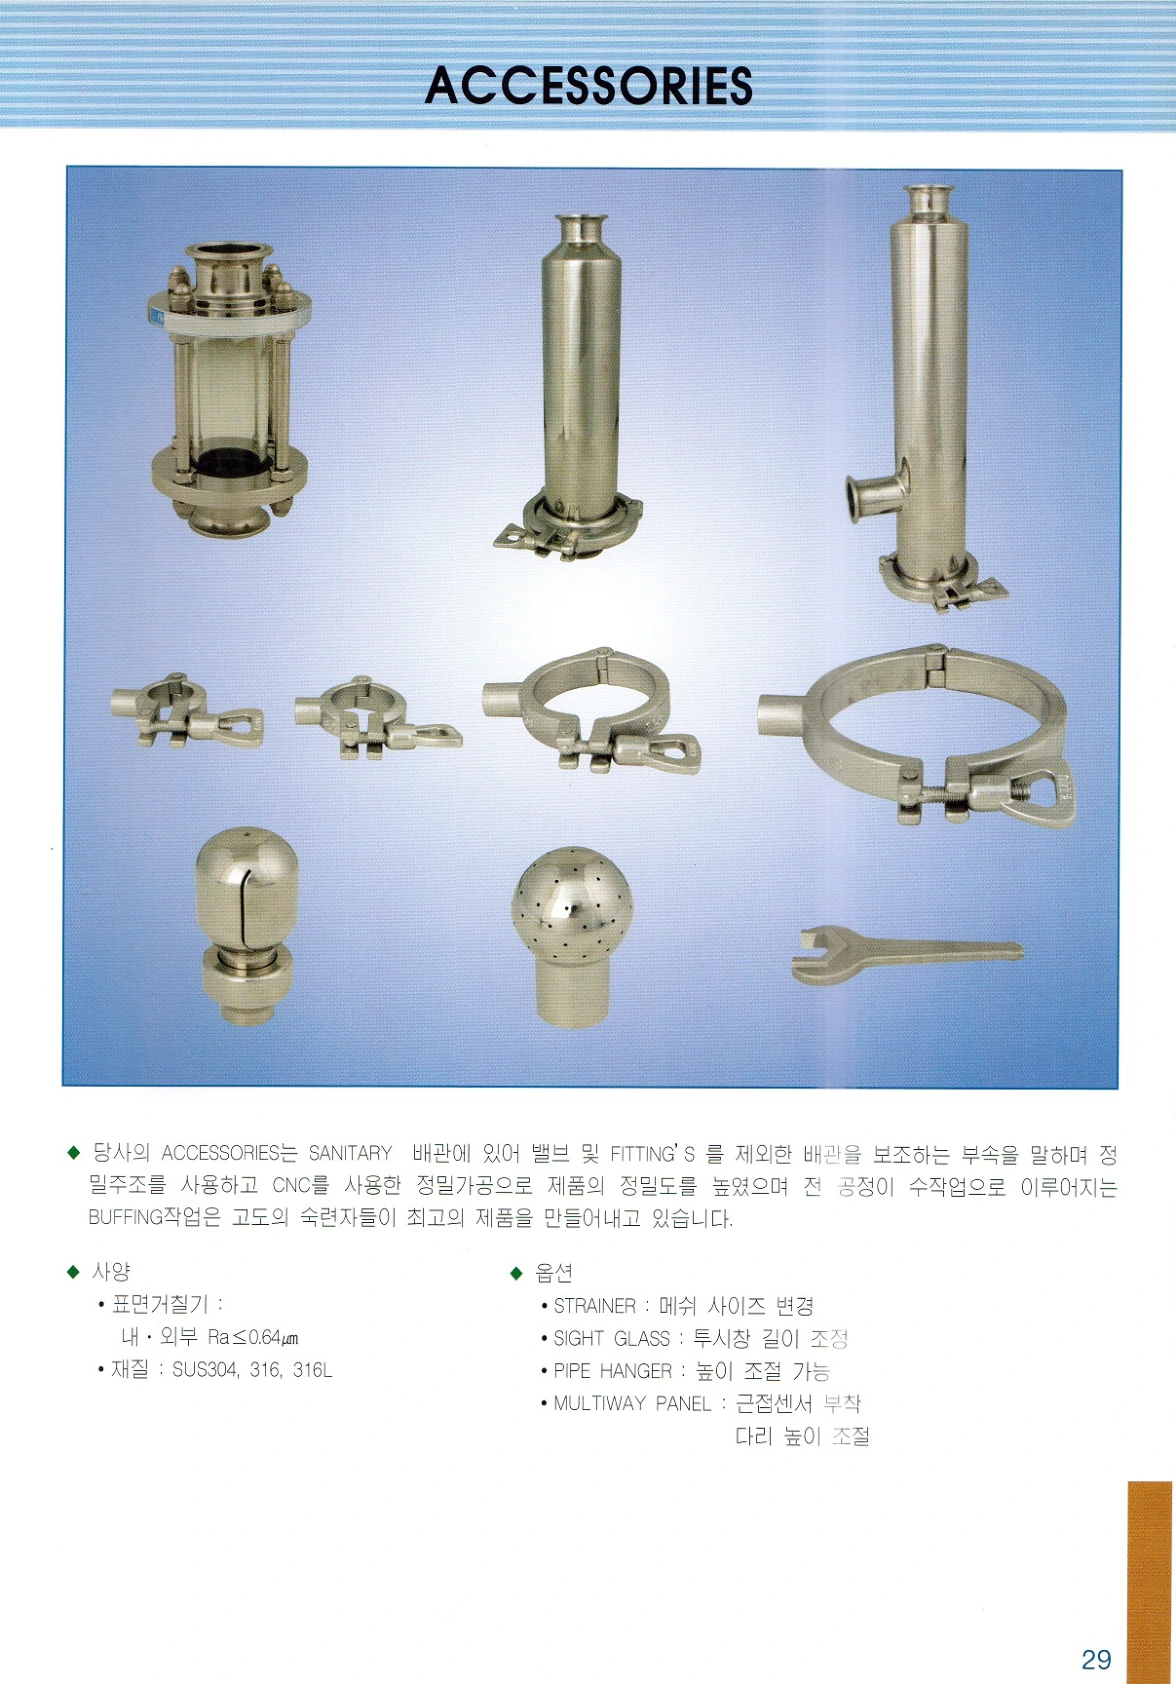 ACCESSORIES
◆ 당사의 ACCESSORIES는 SANITARY 배관에 있어 밸브 및 FITTING'S 를 제외한 배관을 보조하는 부속을 말하며 정
밀주조를 사용하고 CNC를 사용한 정밀가공으로 제품의 정밀도를 높였으며 전 공정이 수작업으로 이루어지는
BUFFING작업은 고도의 숙련자들이 최고의 제품을 만들어내고 있습니다.
◆ 사양
• 표면거칠기 :
내·외부 Ra≤0.64㎛
• 재질 : SUS304, 316, 316L
◆ 옵션
• STRAINER : 메쉬 사이즈 변경
• SIGHT GLASS : 투시창 길이 조정
• PIPE HANGER : 높이 조절 가능
• MULTIWAY PANEL : 근접센서 부착
다리 높이 조절
29